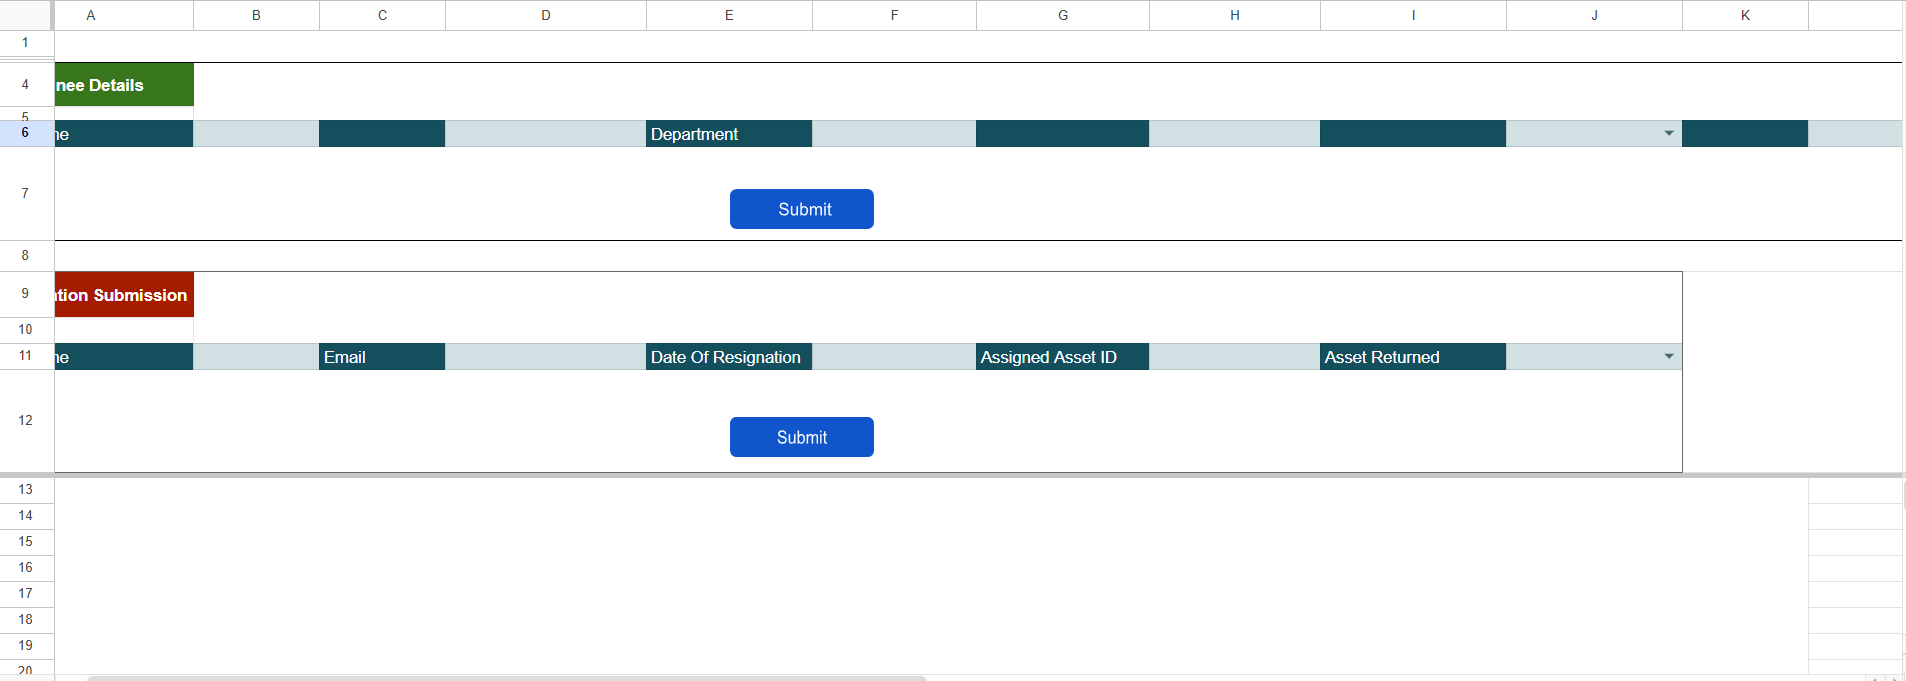 A B C D E F G H I J K
1
4 nee Details
5
6 ne Department
7 Submit
8
9 ation Submission
10
11 ne Email Date Of Resignation Assigned Asset ID Asset Returned
12 Submit
13
14
15
16
17
18
19
20